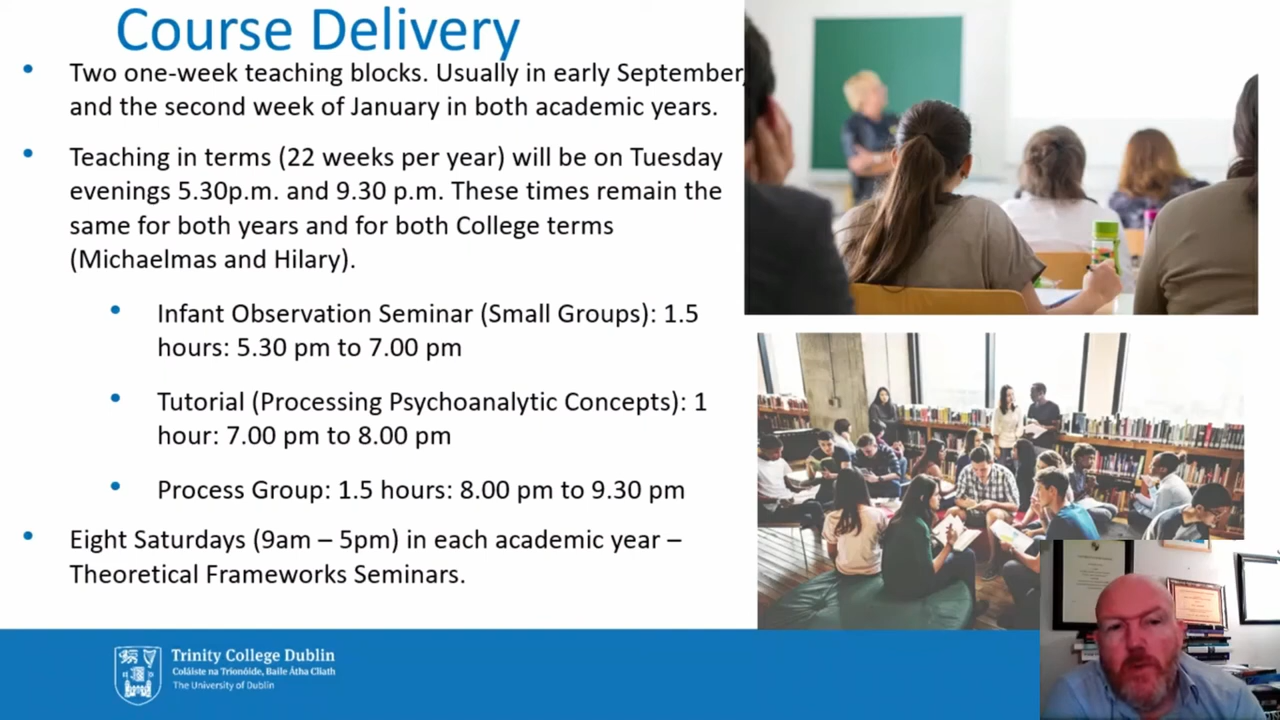 Course Delivery
Two one-week teaching blocks. Usually in early September,
and the second week of January in both academic years.
Teaching in terms (22 weeks per year) will be on Tuesday
evenings 5.30p.m. and 9.30 p.m. These times remain the
same for both years and for both College terms
(Michaelmas and Hilary).
Infant Observation Seminar (Small Groups): 1.5
hours: 5.30 pm to 7.00 pm
Tutorial (Processing Psychoanalytic Concepts): 1
hour: 7.00 pm to 8.00 pm
Process Group: 1.5 hours: 8.00 pm to 9.30 pm
Eight Saturdays (9am – 5pm) in each academic year –
Theoretical Frameworks Seminars.
Trinity College Dublin
Coláiste na Tríonóide, Baile Átha Cliath
The University of Dublin